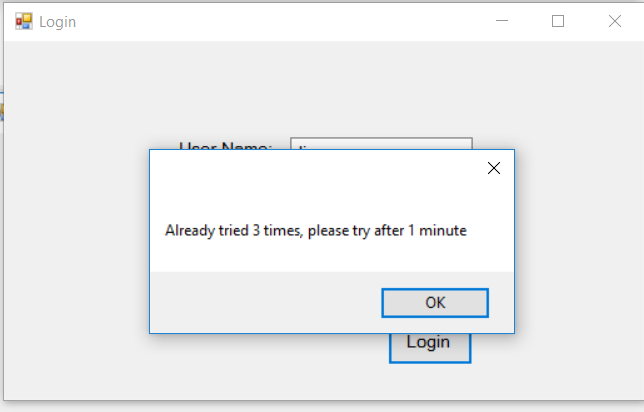 Login
User Name:
Already tried 3 times, please try after 1 minute
OK
Login